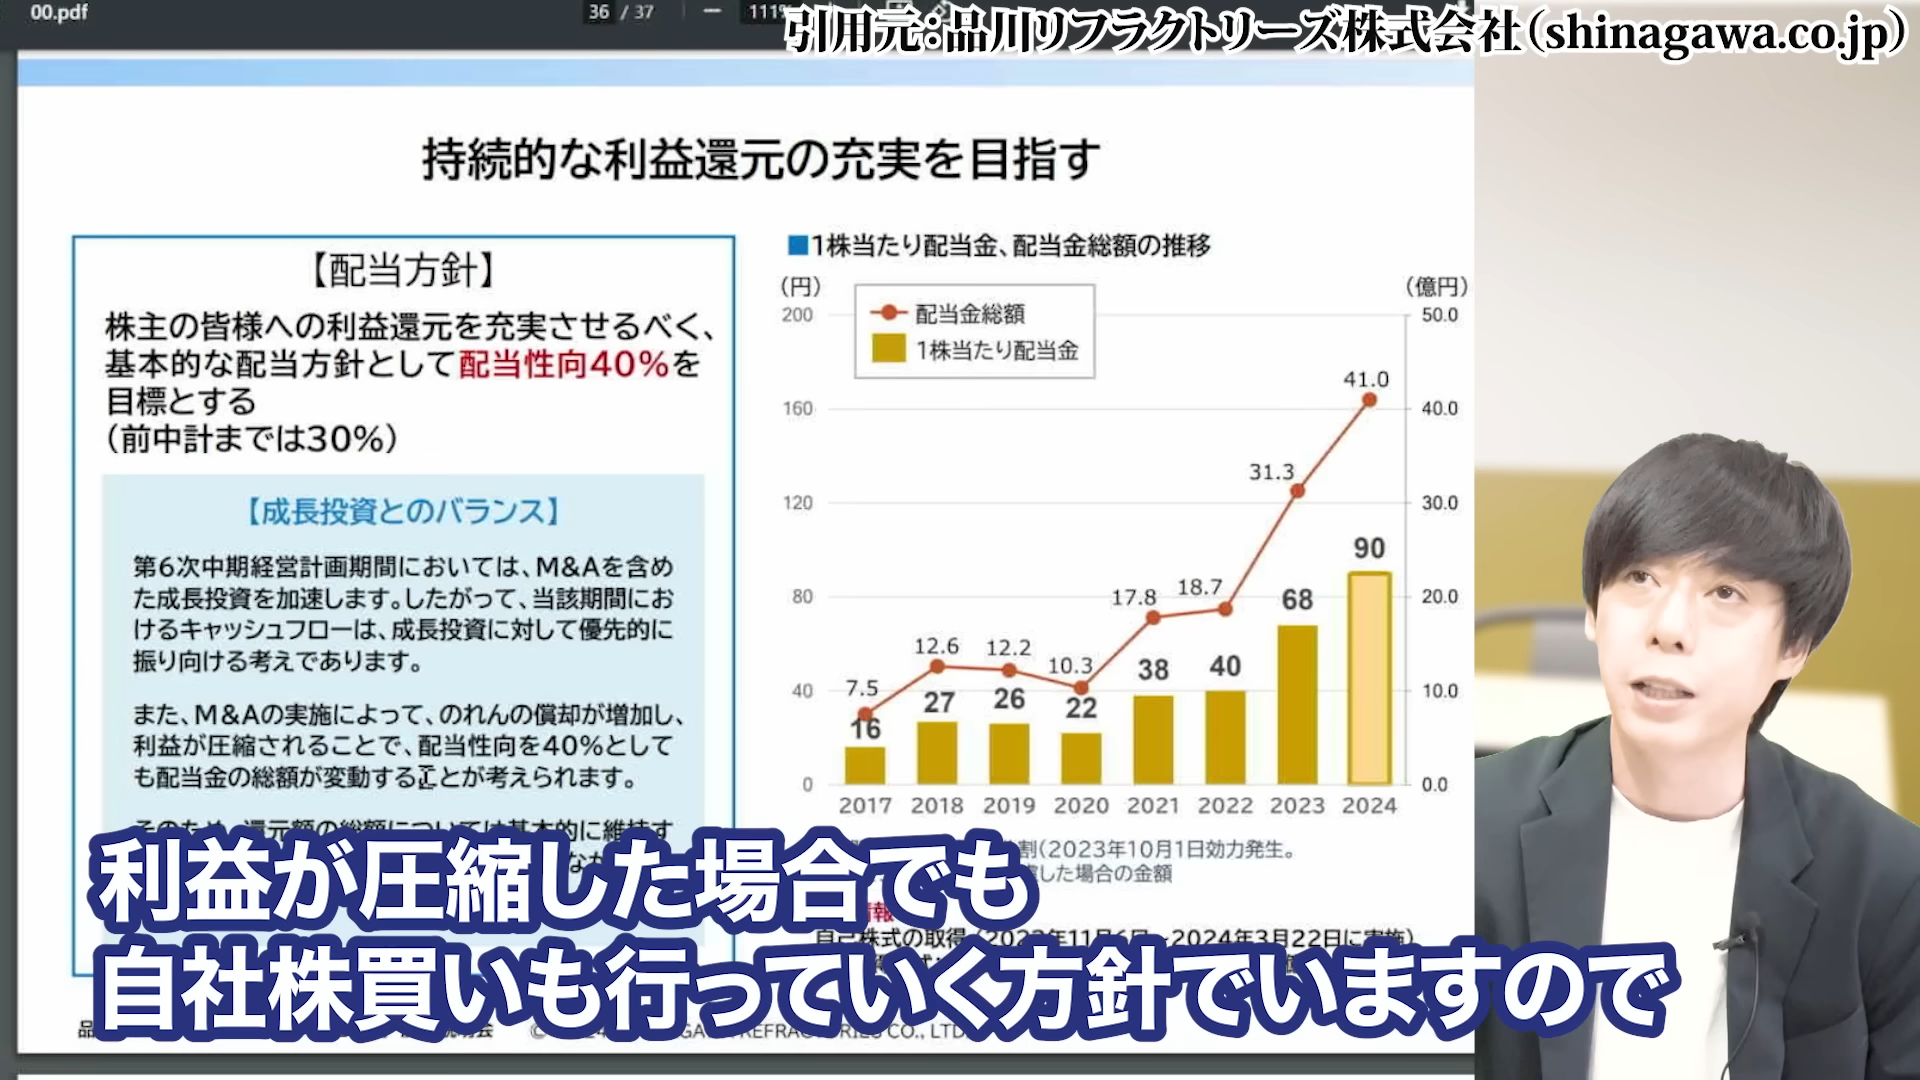 00.pdf
36 / 37
111%
引用元：品川リフラクトリーズ株式会社（shinagawa.co.jp）
持続的な利益還元の充実を目指す
【配当方針】
株主の皆様への利益還元を充実させるべく、
基本的な配当方針として配当性向40%を
目標とする
（前中計までは30%）
【成長投資とのバランス】
第6次中期経営計画期間においては、M&Aを含め
た成長投資を加速します。したがって、当該期間にお
けるキャッシュフローは、成長投資に対して優先的に
振り向ける考えであります。
また、M&Aの実施によって、のれんの償却が増加し、
利益が圧縮されることで、配当性向を40%として
も配当金の総額が変動することが考えられます。
■1株当たり配当金、配当金総額の推移
（円）
（億円）
配当金総額
1株当たり配当金
200
160
120
80
40
0
50.0
40.0
30.0
20.0
10.0
0.0
7.5
12.6
12.2
10.3
17.8
18.7
31.3
41.0
16
27
26
22
38
40
68
90
2017 2018 2019 2020 2021 2022 2023 2024
割（2023年10月1日効力発生。
した場合の金額
利益が圧縮した場合でも
自社株買いも行っていく方針でいますので